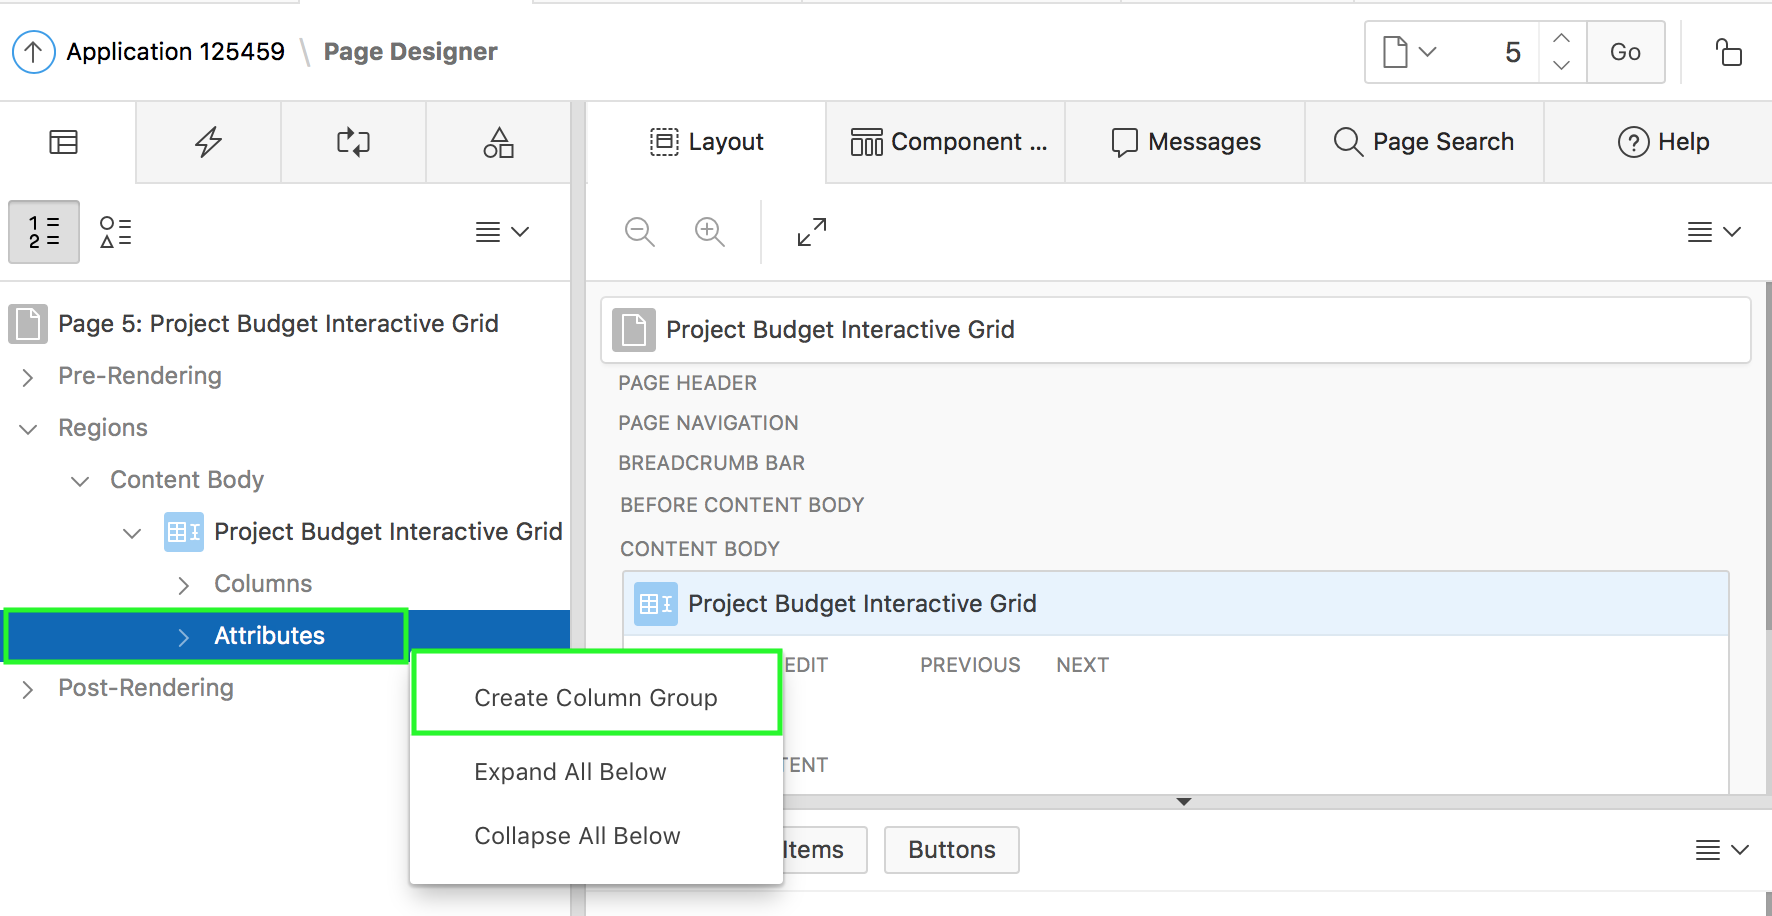 Application 125459 \ Page Designer
5
Go
Layout
Component ...
Messages
Page Search
Help
1
2
Page 5: Project Budget Interactive Grid
Pre-Rendering
Regions
Content Body
Project Budget Interactive Grid
Columns
Attributes
Post-Rendering
Create Column Group
Expand All Below
Collapse All Below
Project Budget Interactive Grid
PAGE HEADER
PAGE NAVIGATION
BREADCRUMB BAR
BEFORE CONTENT BODY
CONTENT BODY
Project Budget Interactive Grid
EDIT PREVIOUS NEXT
TENT
Items
Buttons